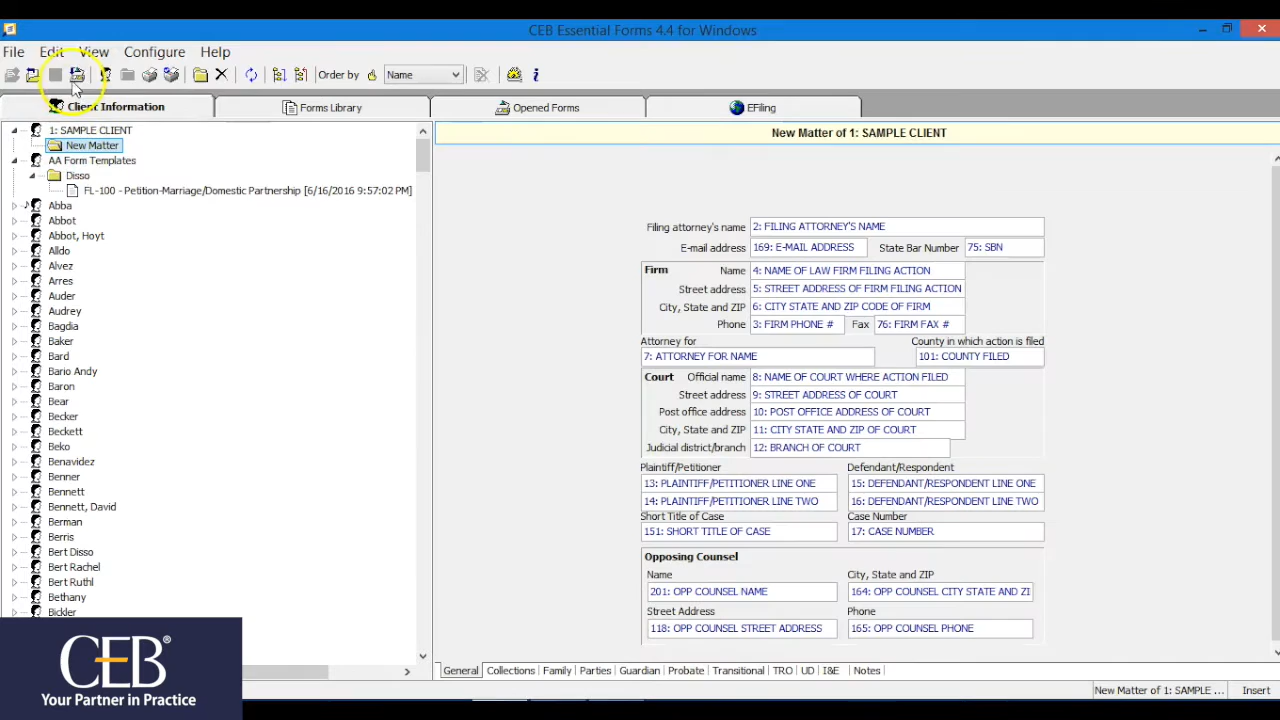 CEB Essential Forms 4.4 for Windows
File Edit View Configure Help
Order by Name
Client Information Forms Library Opened Forms EFiling
1: SAMPLE CLIENT
New Matter
AA Form Templates
Disso
FL-100 - Petition-Marriage/Domestic Partnership [6/16/2016 9:57:02 PM]
Abba
Abbot
Abbot, Hoyt
Aldo
Alvez
Arres
Auder
Audrey
Bagdia
Baker
Bard
Bario Andy
Baron
Bear
Becker
Beckett
Beko
Benavidez
Benner
Bennett
Bennett, David
Berman
Berris
Bert Disso
Bert Rachel
Bert Ruthl
Bethany
Bickler
New Matter of 1: SAMPLE CLIENT
Filing attorney's name 2: FILING ATTORNEY'S NAME
E-mail address 169: E-MAIL ADDRESS State Bar Number 75: SBN
Firm Name 4: NAME OF LAW FIRM FILING ACTION
Street address 5: STREET ADDRESS OF FIRM FILING ACTION
City, State and ZIP 6: CITY STATE AND ZIP CODE OF FIRM
Phone 3: FIRM PHONE # Fax 76: FIRM FAX #
Attorney for County in which action is filed
7: ATTORNEY FOR NAME 101: COUNTY FILED
Court Official name 8: NAME OF COURT WHERE ACTION FILED
Street address 9: STREET ADDRESS OF COURT
Post office address 10: POST OFFICE ADDRESS OF COURT
City, State and ZIP 11: CITY STATE AND ZIP OF COURT
Judicial district/branch 12: BRANCH OF COURT
Plaintiff/Petitioner Defendant/Respondent
13: PLAINTIFF/PETITIONER LINE ONE 15: DEFENDANT/RESPONDENT LINE ONE
14: PLAINTIFF/PETITIONER LINE TWO 16: DEFENDANT/RESPONDENT LINE TWO
Short Title of Case Case Number
151: SHORT TITLE OF CASE 17: CASE NUMBER
Opposing Counsel
Name City, State and ZIP
201: OPP COUNSEL NAME 164: OPP COUNSEL CITY STATE AND ZI
Street Address Phone
118: OPP COUNSEL STREET ADDRESS 165: OPP COUNSEL PHONE
General Collections Family Parties Guardian Probate Transitional TRO UD I&E Notes
New Matter of 1: SAMPLE ... Insert
CEB®
Your Partner in Practice